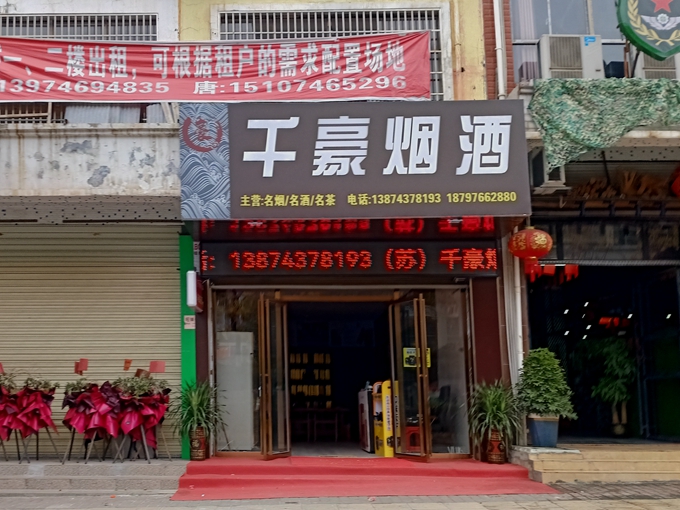 一、二楼出租，可根据租户的需求配置场地
13974694835 唐:15107465296
千豪烟酒
主营:名烟/名酒/名茶 电话:13874378193 18797662880
13874378193（苏）千豪烟